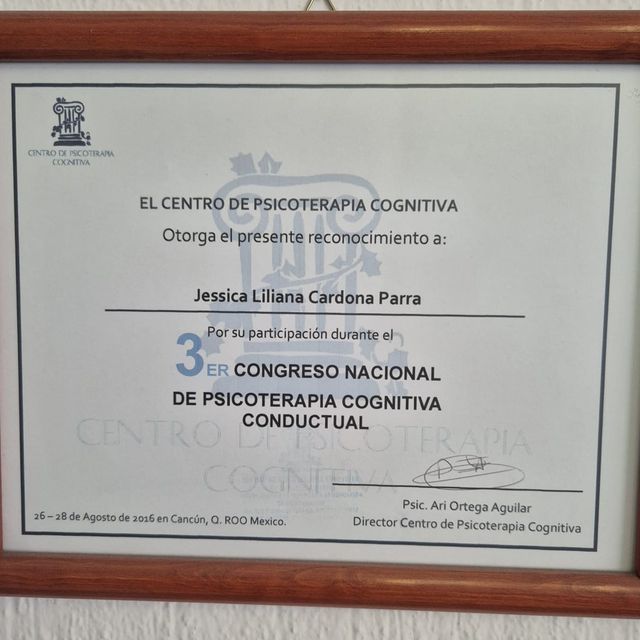 CENTRO DE PSICOTERAPIA
COGNITIVA
EL CENTRO DE PSICOTERAPIA COGNITIVA
Otorga el presente reconocimiento a:
Jessica Liliana Cardona Parra
Por su participación durante el
3ER CONGRESO NACIONAL
DE PSICOTERAPIA COGNITIVA
CONDUCTUAL
CENTRO DE PSICOTERAPIA
COGNITIVA
Psic. Ari Ortega Aguilar
Director Centro de Psicoterapia Cognitiva
26 – 28 de Agosto de 2016 en Cancún, Q. ROO Mexico.